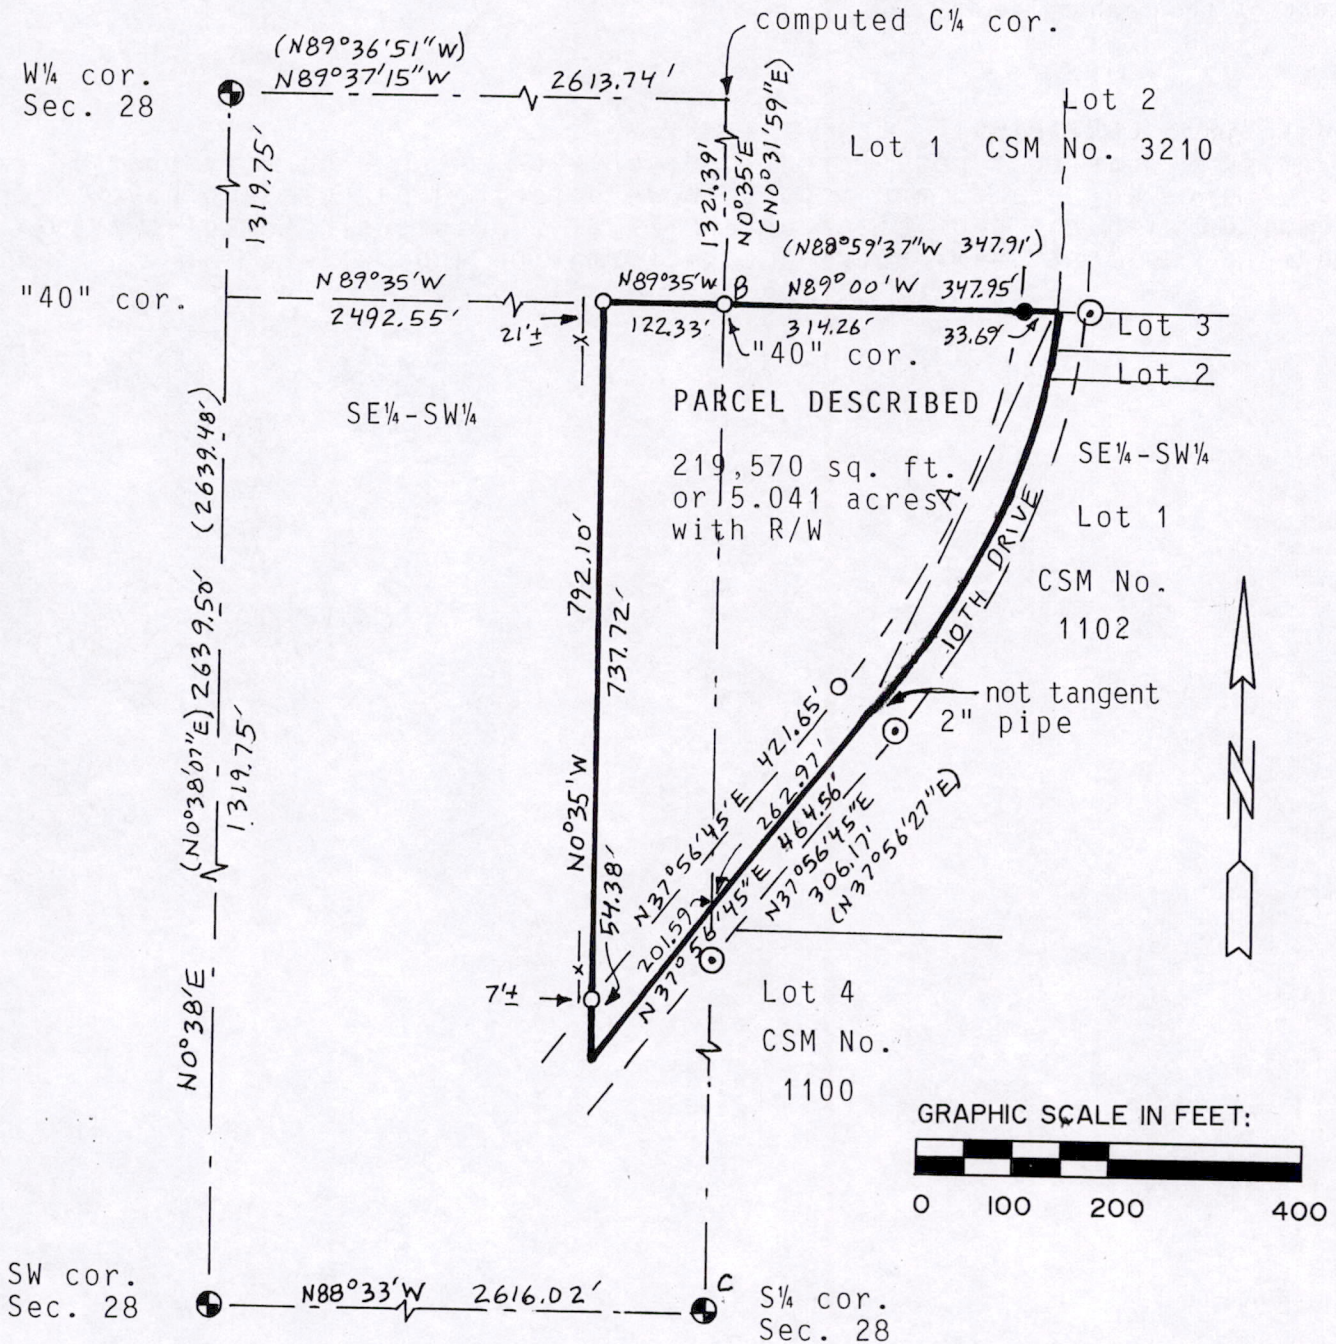 computed C¼ cor.
(N89°36'51"W)
N89°37'15"W
2613.74'
W¼ cor.
Sec. 28
1319.75'
1321.39'
N0°35'E
(N0°31'59"E)
Lot 2
Lot 1 CSM No. 3210
(N88°59'37"W 347.91')
"40" cor.
N89°35'W
2492.55'
N89°35'W
B
N89°00'W 347.95'
21'±
122.33'
314.26'
33.69'
"40" cor.
Lot 3
Lot 2
x
SE¼-SW¼
PARCEL DESCRIBED
219,570 sq. ft.
or 5.041 acres
with R/W
A
SE¼-SW¼
Lot 1
CSM No.
1102
10TH DRIVE
(2639.48')
(N0°38'07"E) 2639.50'
1319.75'
N0°38'E
792.10'
737.72'
N0°35'W
54.38'
not tangent
2" pipe
N37°56'45"E 421.65'
262.97'
201.59
N37°56'45"E 464.56'
N37°56'45"E
306.17'
(N37°56'27"E)
x
7'±
Lot 4
CSM No.
1100
N
GRAPHIC SCALE IN FEET:
0 100 200 400
SW cor.
Sec. 28
N88°33'W 2616.02'
C
S¼ cor.
Sec. 28